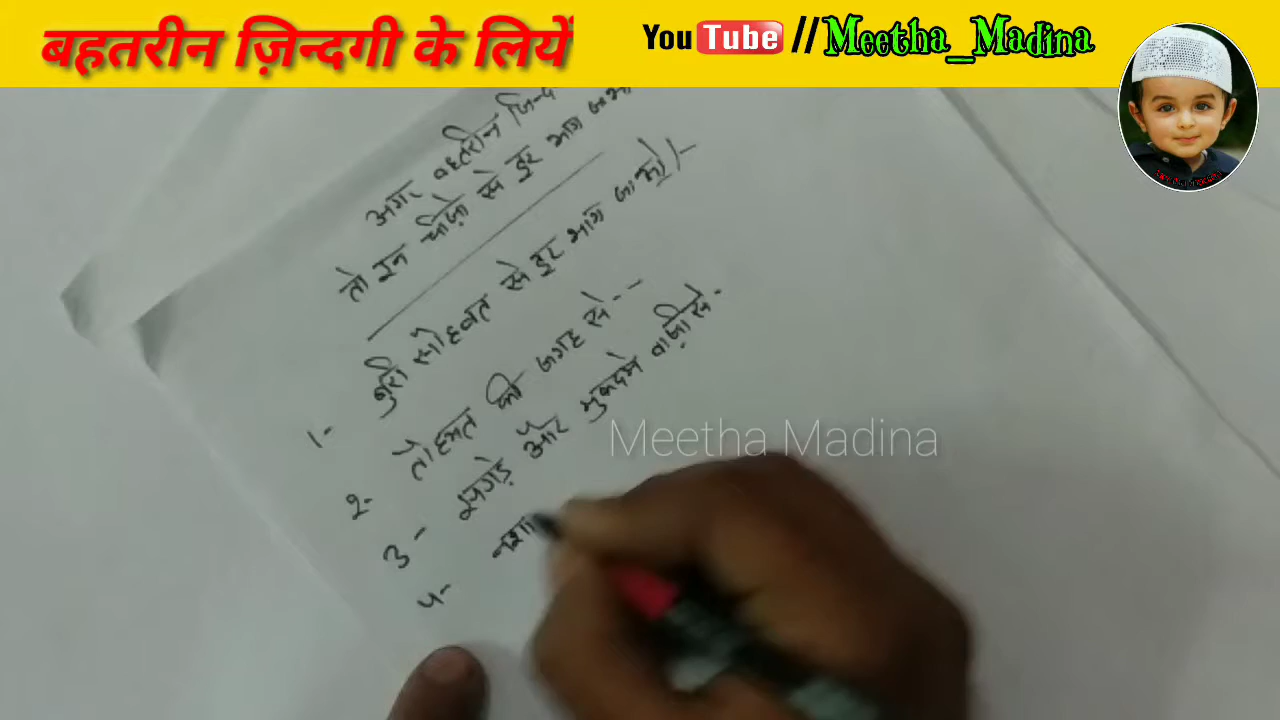 बहतरीन ज़िन्दगी के लियें
YouTube //Meetha_Madina
अगर बहतरीन जिन्द
तो इन चीज़ो से दूर भाग जाओ
1- बुरी सोहबत से दूर भाग जाओ।-
2- तोहमत की जगह से.-
3- झगड़े और मुकदमे बाज़ी से.
4- नशा
Meetha Madina